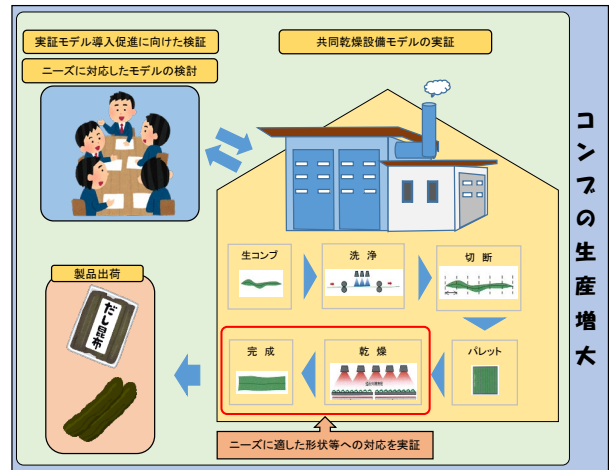 実証モデル導入促進に向けた検証
ニーズに対応したモデルの検討
共同乾燥設備モデルの実証
コンブの生産増大
生コンブ
洗浄
切断
パレット
乾燥
完成
製品出荷
だし昆布
ニーズに適した形状等への対応を実証